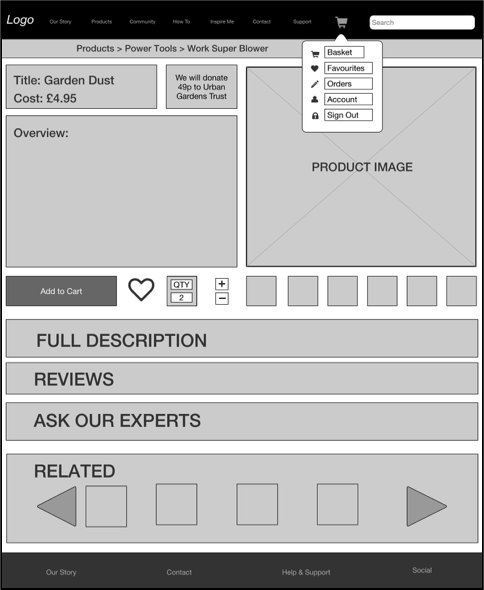 Logo
Our Story
Products
Community
How To
Inspire Me
Contact
Support
Search
Products > Power Tools > Work Super Blower
Basket
Favourites
Orders
Account
Sign Out
Title: Garden Dust
Cost: £4.95
We will donate
49p to Urban
Gardens Trust
Overview:
PRODUCT IMAGE
Add to Cart
QTY
2
+
−
FULL DESCRIPTION
REVIEWS
ASK OUR EXPERTS
RELATED
Our Story
Contact
Help & Support
Social